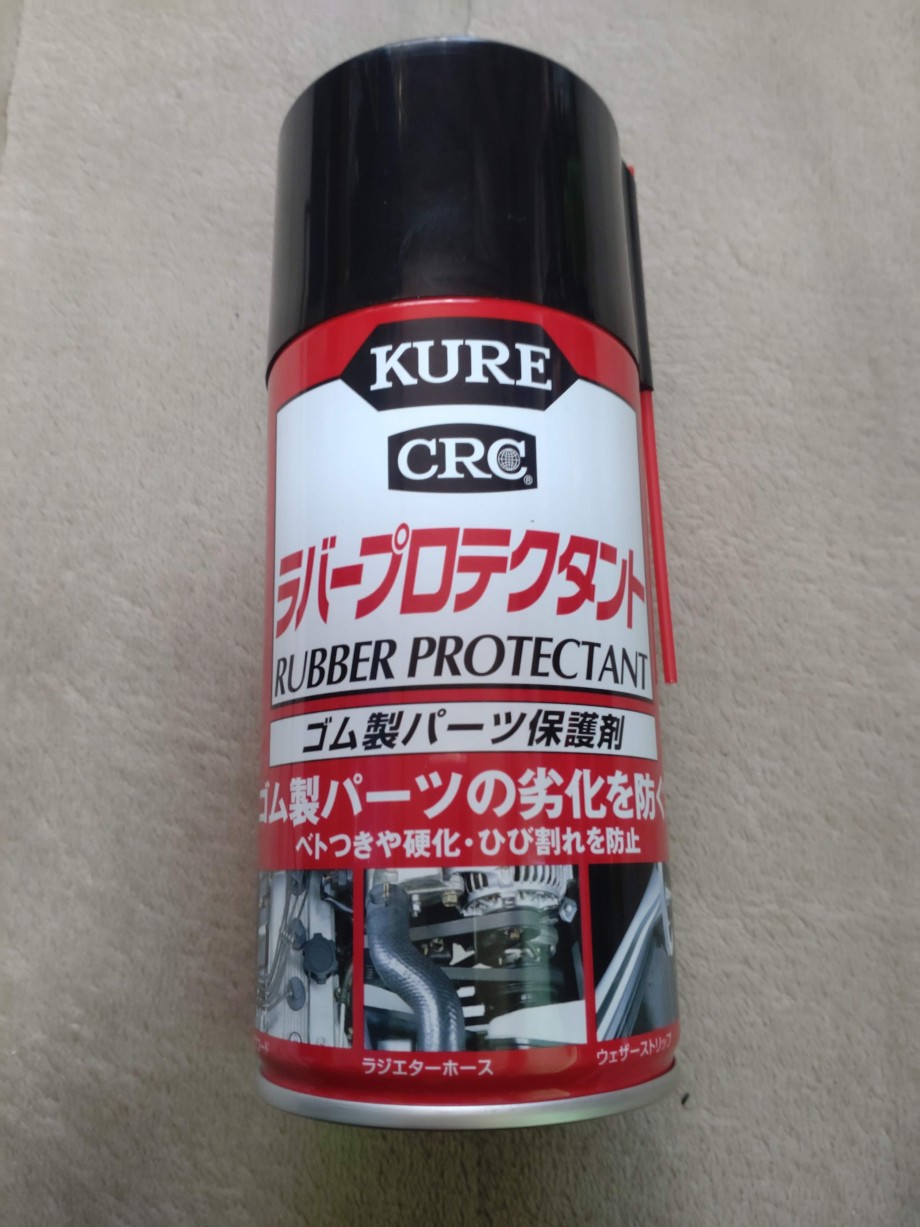 KURE
CRC®
ラバープロテクタント
RUBBER PROTECTANT
ゴム製パーツ保護剤
ゴム製パーツの劣化を防ぐ
ベトつきや硬化・ひび割れを防止
ラジエターホース
ウェザーストリップ